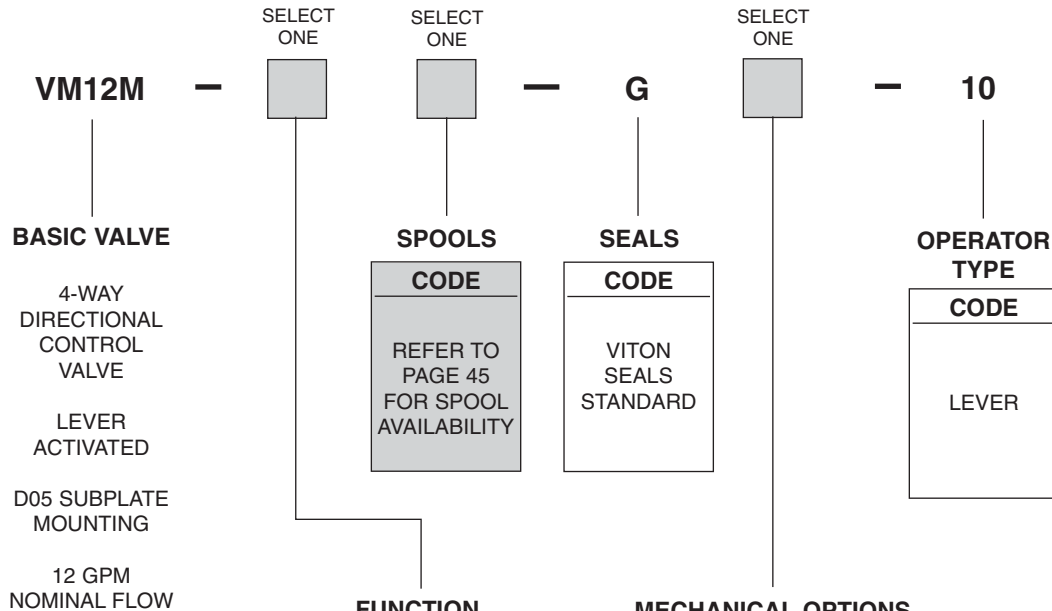 SELECT
ONE
SELECT
ONE
SELECT
ONE
VM12M – – G – 10
BASIC VALVE
4-WAY
DIRECTIONAL
CONTROL
VALVE
LEVER
ACTIVATED
D05 SUBPLATE
MOUNTING
12 GPM
NOMINAL FLOW
SPOOLS
CODE
REFER TO
PAGE 45
FOR SPOOL
AVAILABILITY
SEALS
CODE
VITON
SEALS
STANDARD
OPERATOR
TYPE
CODE
LEVER
FUNCTION
MECHANICAL OPTIONS